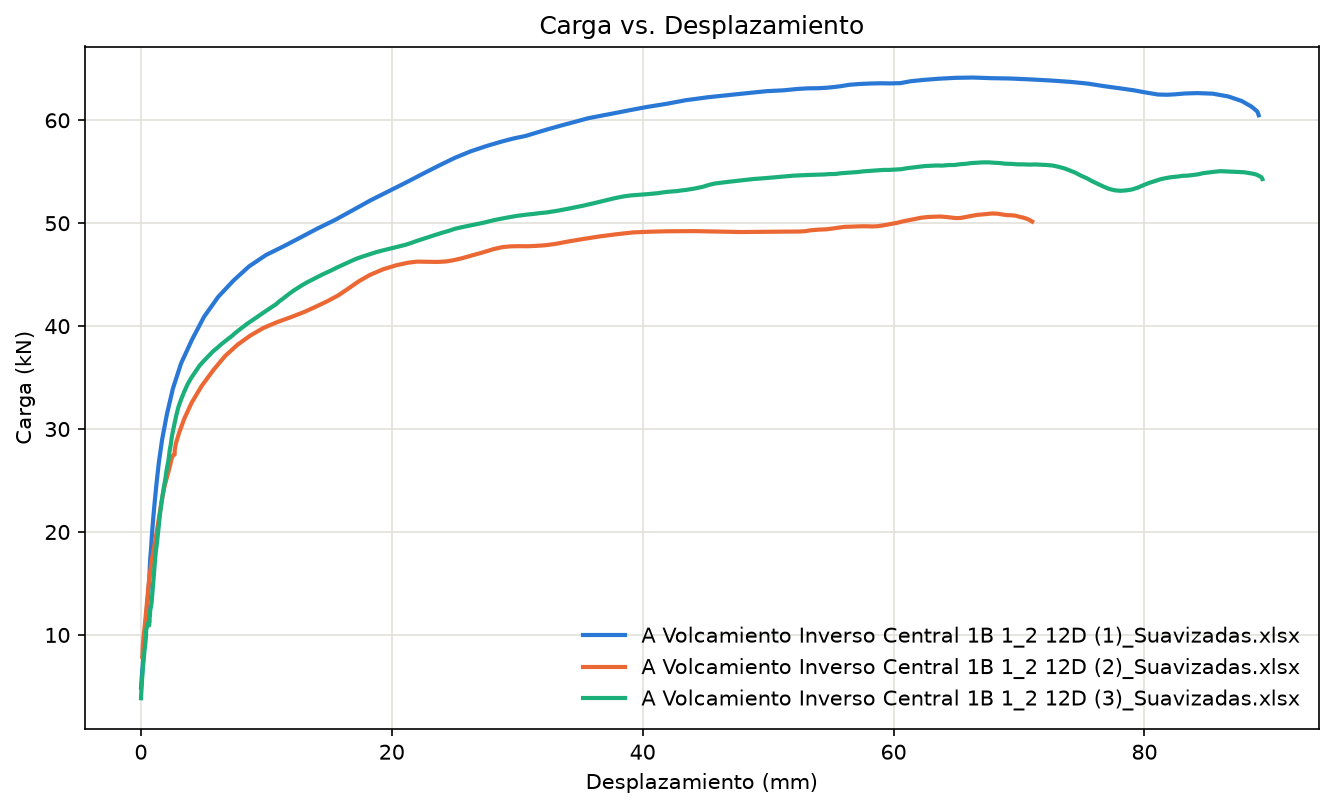 Carga vs. Desplazamiento
Carga (kN)
60
50
40
30
20
10
A Volcamiento Inverso Central 1B 1_2 12D (1)_Suavizadas.xlsx
A Volcamiento Inverso Central 1B 1_2 12D (2)_Suavizadas.xlsx
A Volcamiento Inverso Central 1B 1_2 12D (3)_Suavizadas.xlsx
0 20 40 60 80
Desplazamiento (mm)